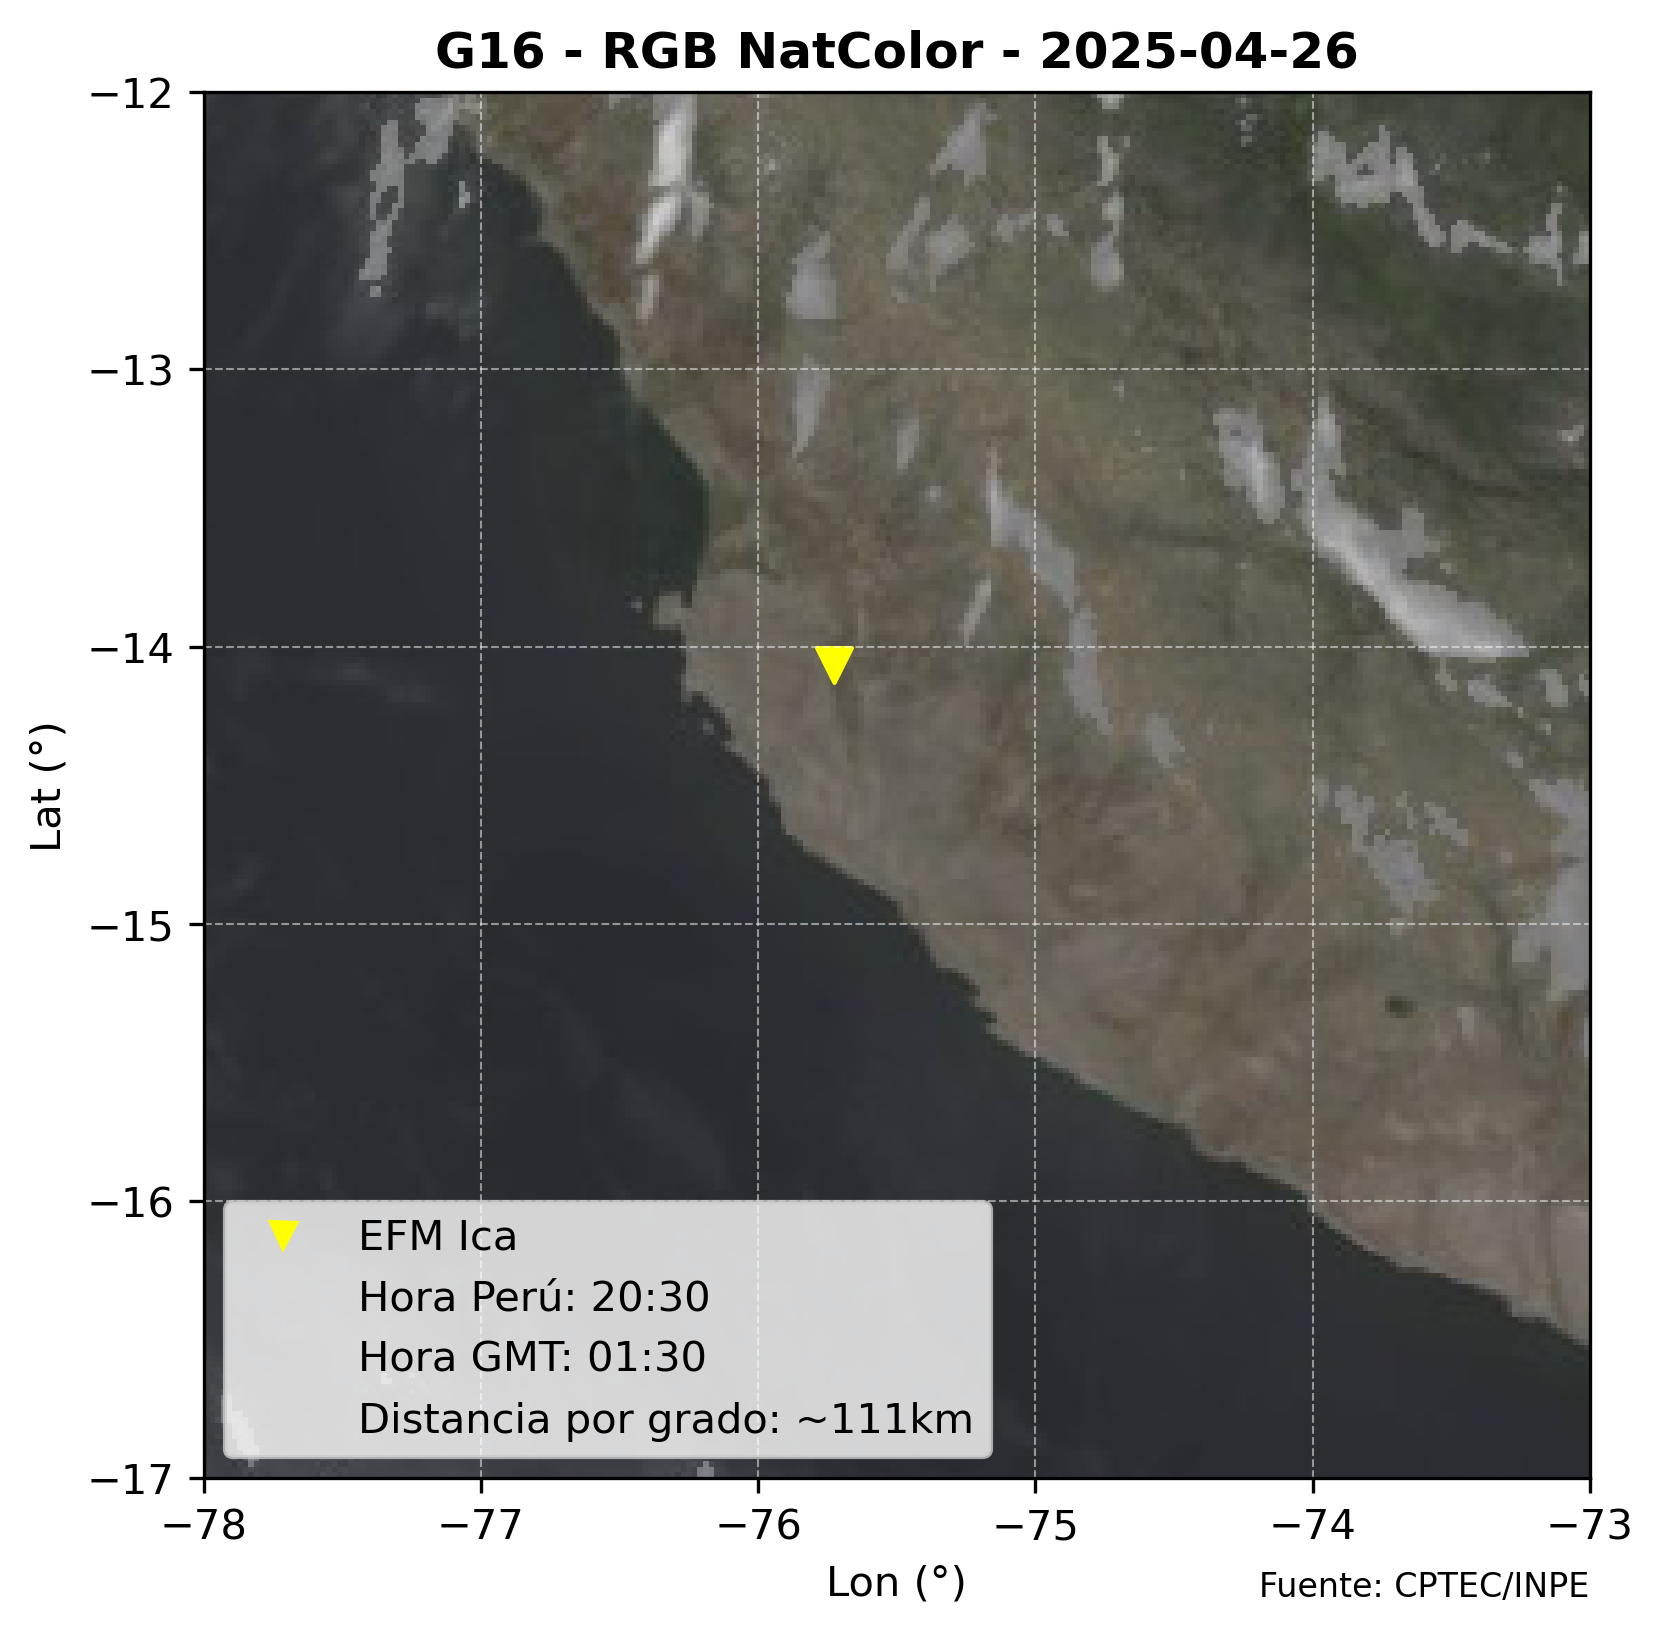 G16 - RGB NatColor - 2025-04-26
−12
−13
−14
−15
−16
−17
Lat (°)
EFM Ica
Hora Perú: 20:30
Hora GMT: 01:30
Distancia por grado: ~111km
−78 −77 −76 −75 −74 −73
Lon (°)
Fuente: CPTEC/INPE